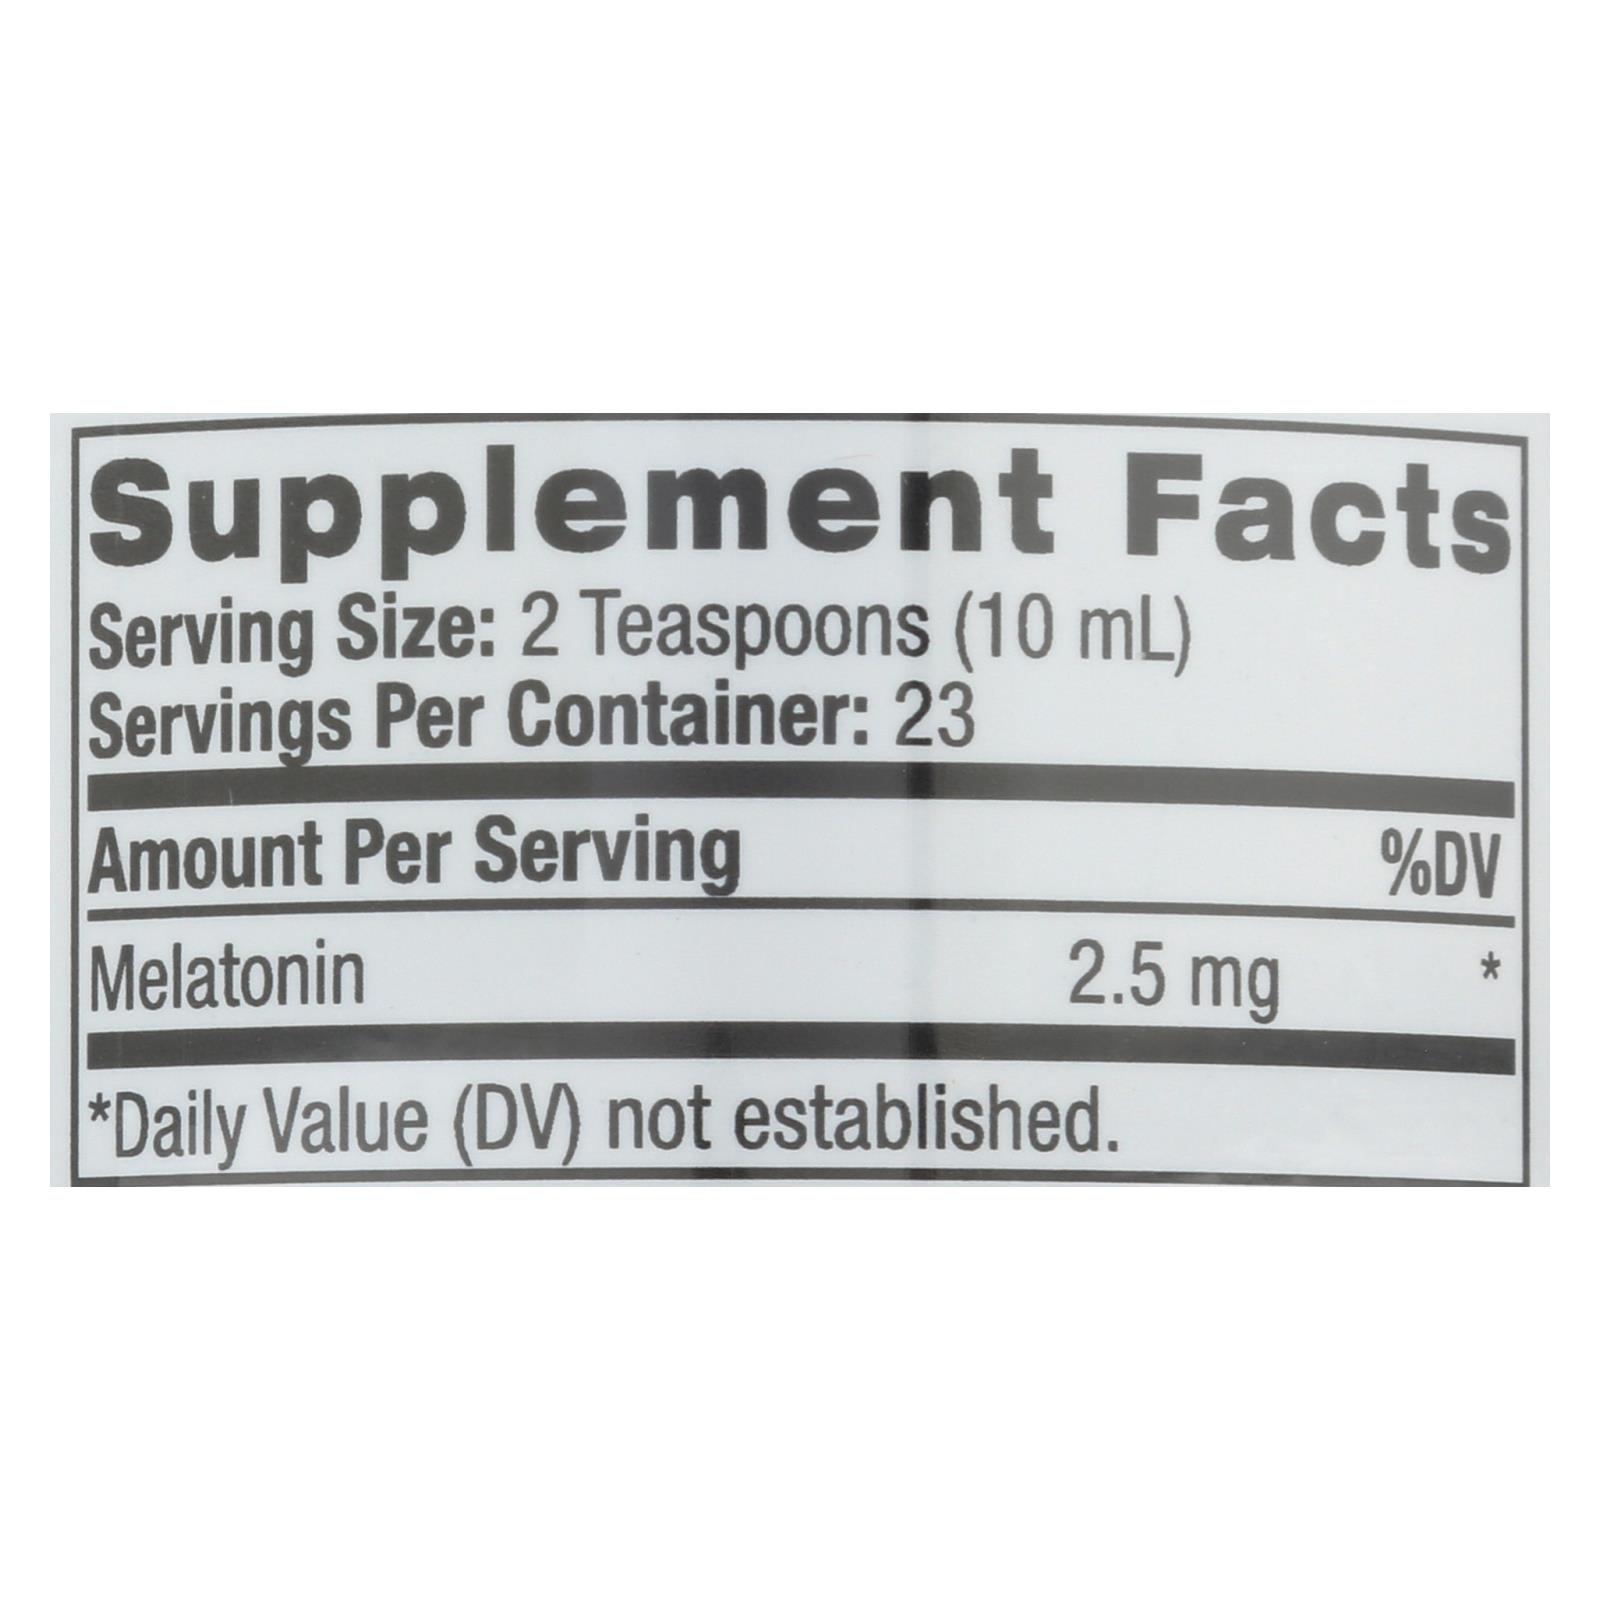 Supplement Facts
Serving Size: 2 Teaspoons (10 mL)
Servings Per Container: 23
Amount Per Serving %DV
Melatonin 2.5 mg *
*Daily Value (DV) not established.